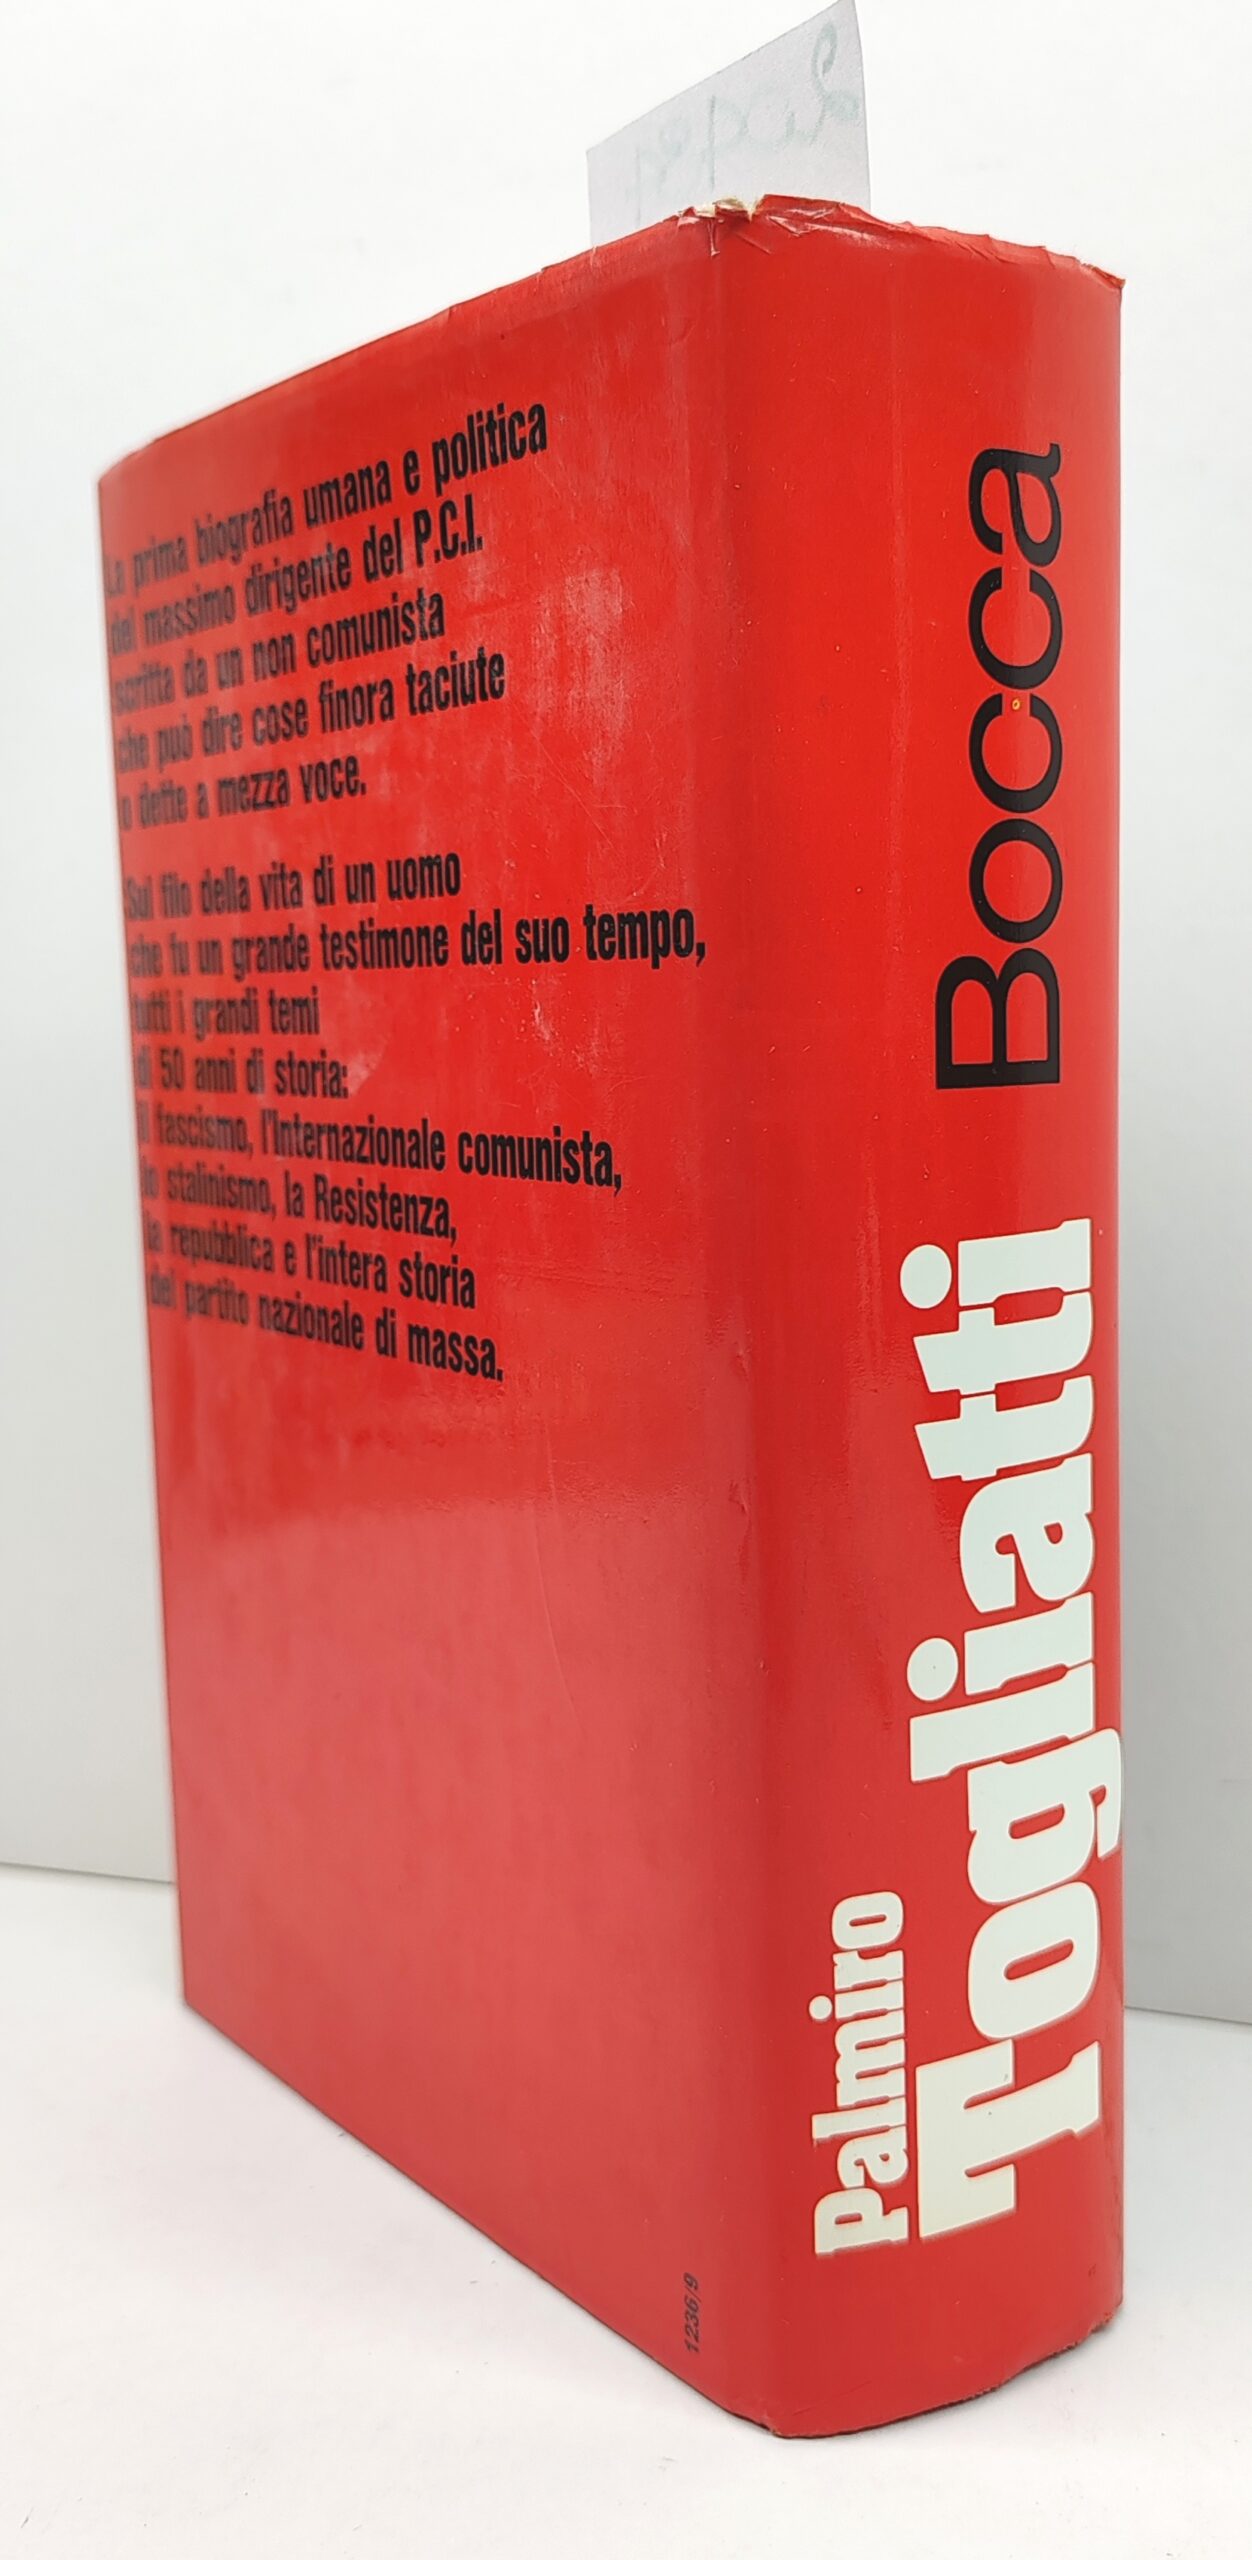 La prima biografia umana e politica
del massimo dirigente del P.C.I.
scritta da un non comunista
che può dire cose finora taciute
o dette a mezza voce.
Sul filo della vita di un uomo
che fu un grande testimone del suo tempo,
tutti i grandi temi
di 50 anni di storia:
il fascismo, l'Internazionale comunista,
lo stalinismo, la Resistenza,
la repubblica e l'intera storia
del partito nazionale di massa.
1236/9
Palmiro
Togliatti Bocca